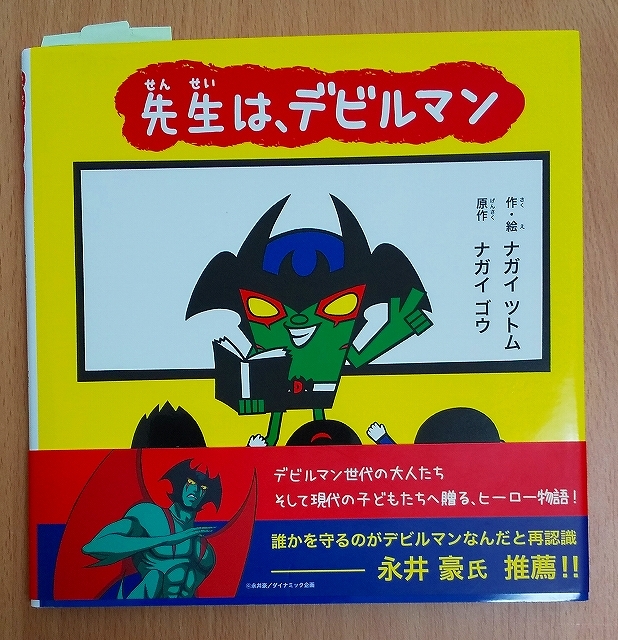 せん せい
先生は、デビルマン
さく え
作・絵 ナガイ ツトム
げんさく
原作 ナガイ ゴウ
D
デビルマン世代の大人たち
そして現代の子どもたちへ贈る、ヒーロー物語!
誰かを守るのがデビルマンなんだと再認識
永井 豪氏 推薦!!
©永井豪/ダイナミック企画